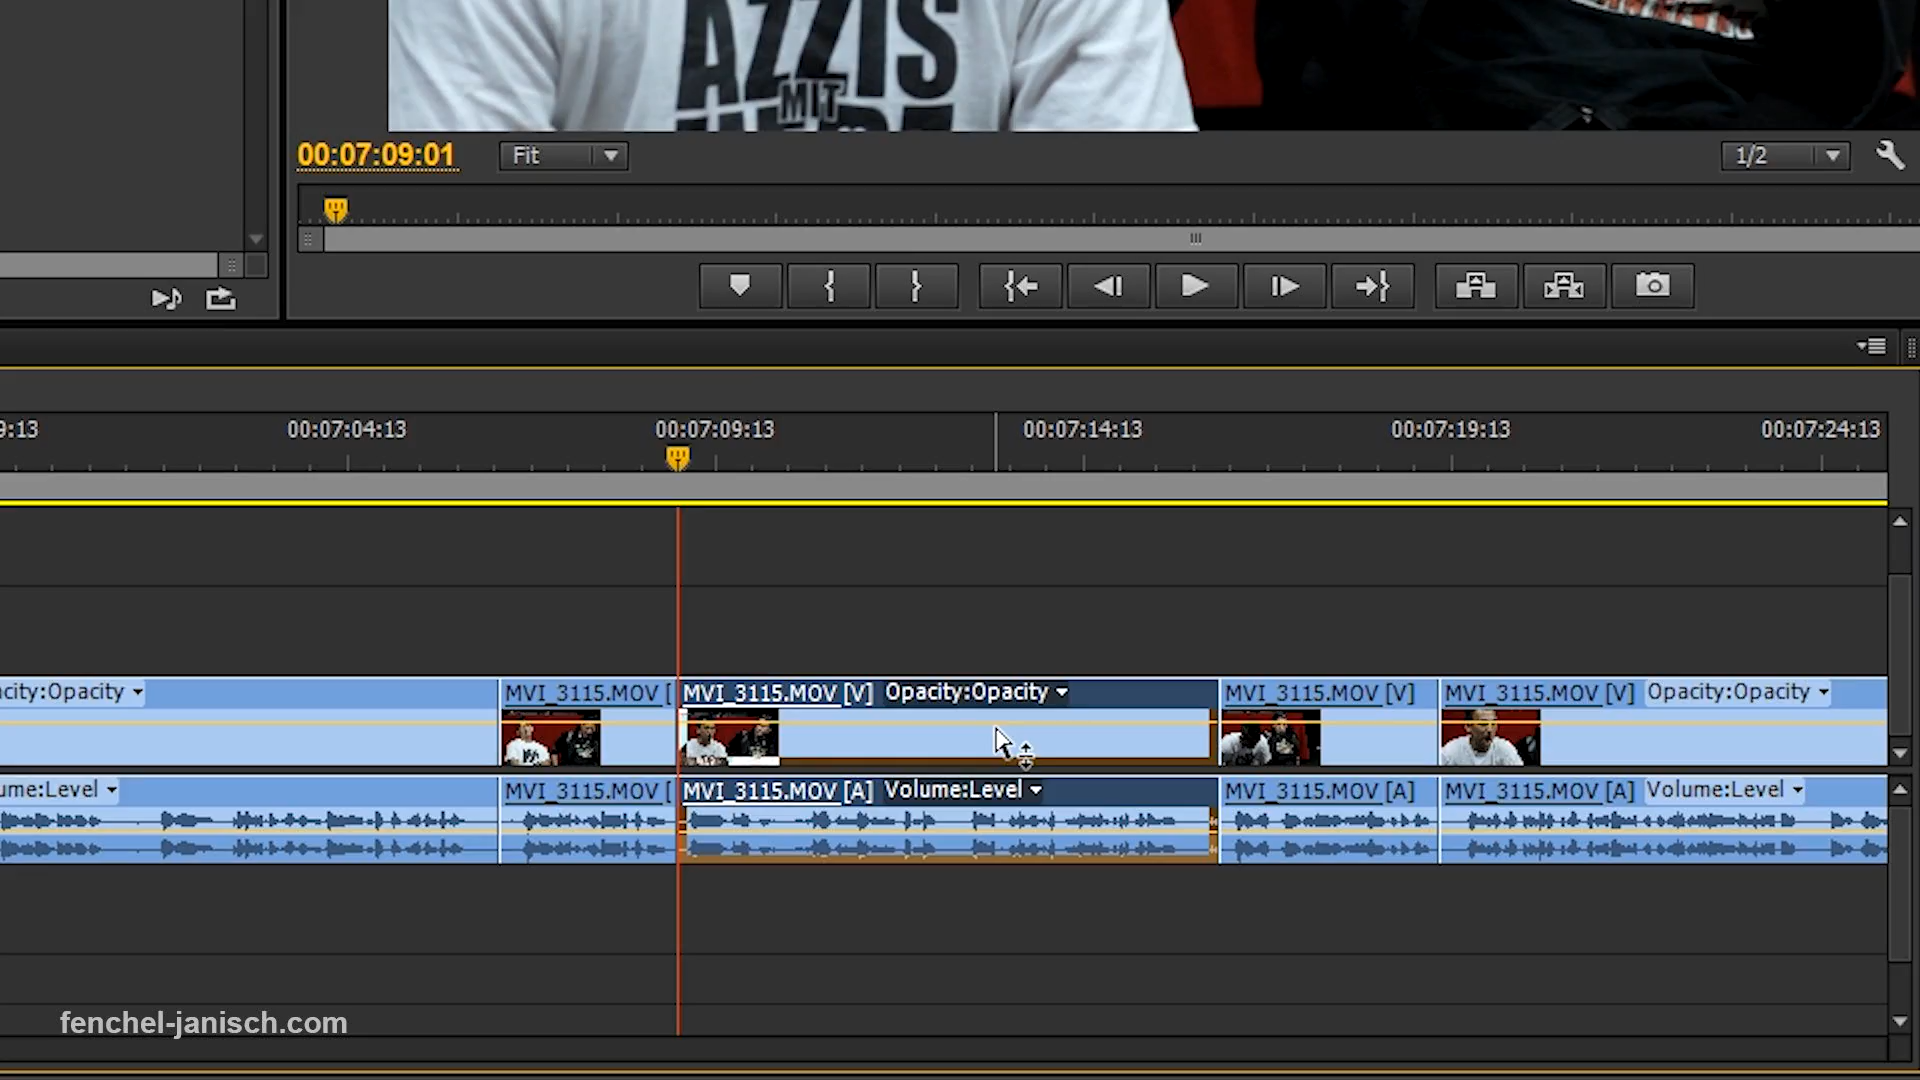 AZZIS
MIT
00:07:09:01
Fit
1/2
9:13
00:07:04:13
00:07:09:13
00:07:14:13
00:07:19:13
00:07:24:13
city:Opacity
MVI_3115.MOV [
MVI_3115.MOV [V] Opacity:Opacity
MVI_3115.MOV [V]
MVI_3115.MOV [V] Opacity:Opacity
ume:Level
MVI_3115.MOV [
MVI_3115.MOV [A] Volume:Level
MVI_3115.MOV [A]
MVI_3115.MOV [A] Volume:Level
fenchel-janisch.com